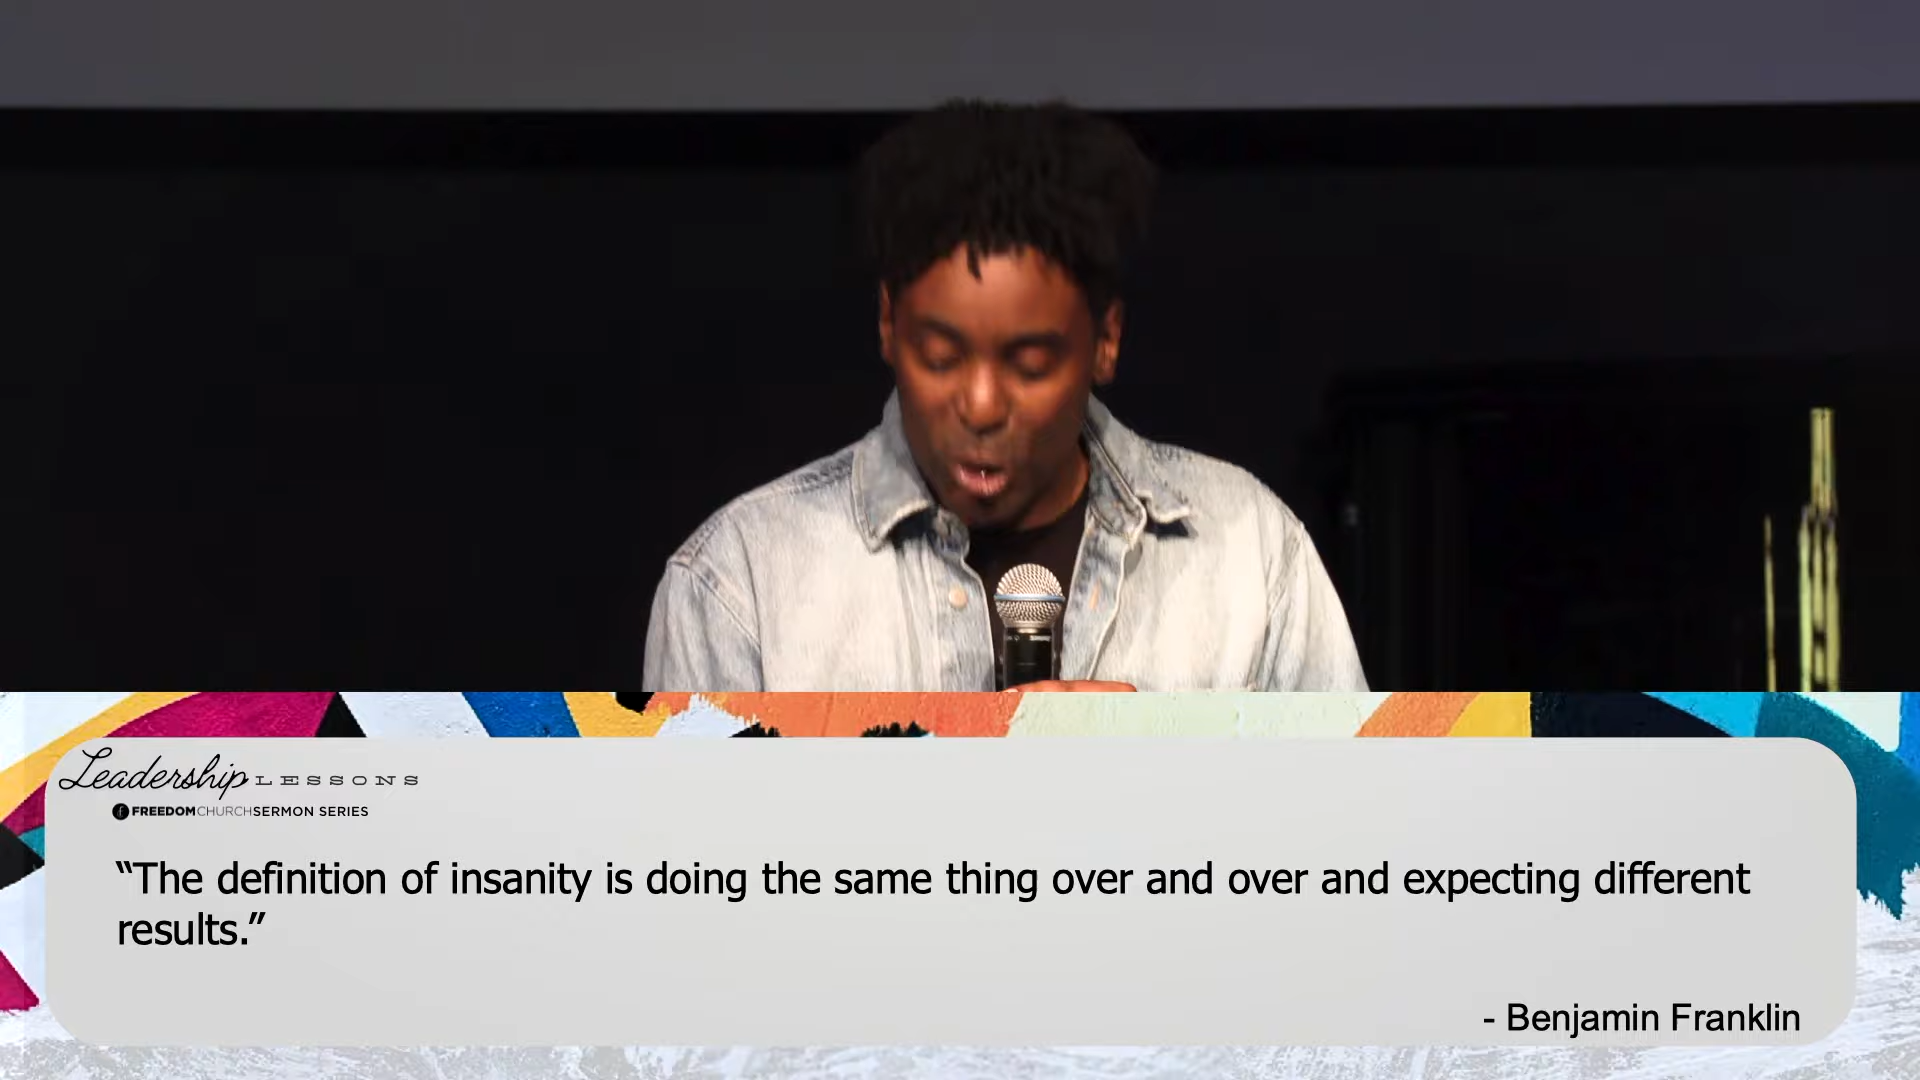 Leadership LESSONS
f FREEDOMCHURCHSERMON SERIES
“The definition of insanity is doing the same thing over and over and expecting different
results.”
- Benjamin Franklin